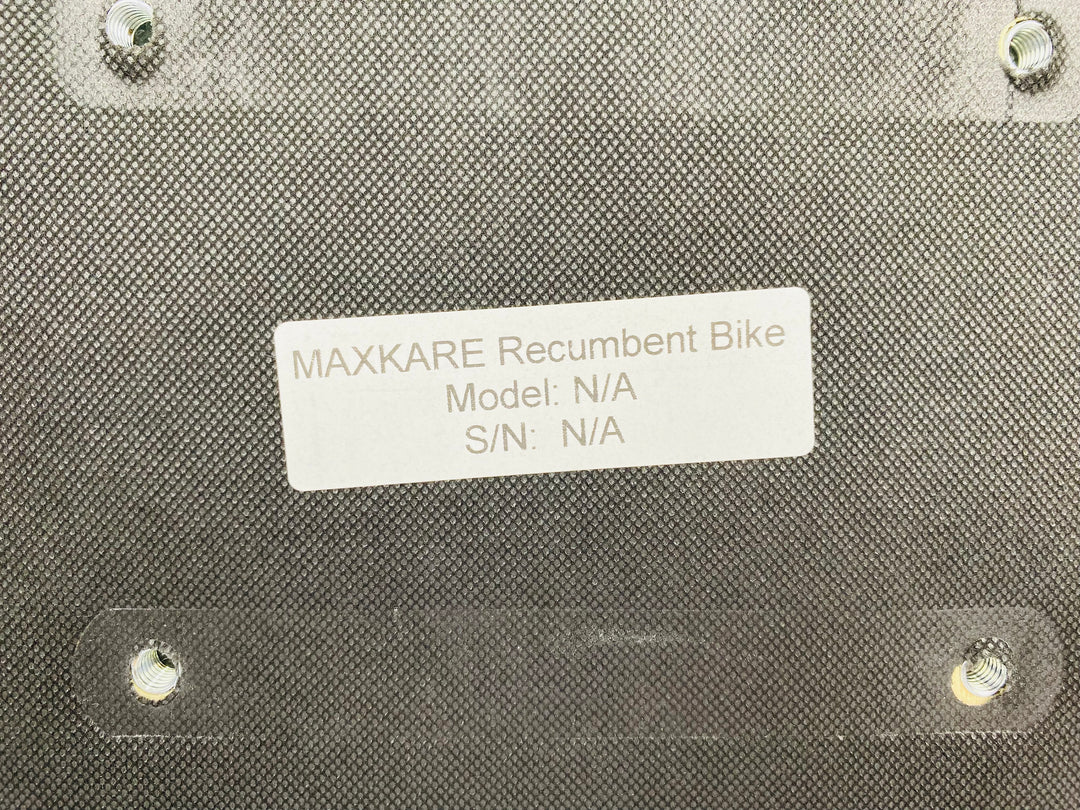 MAXKARE Recumbent Bike
Model: N/A
S/N: N/A